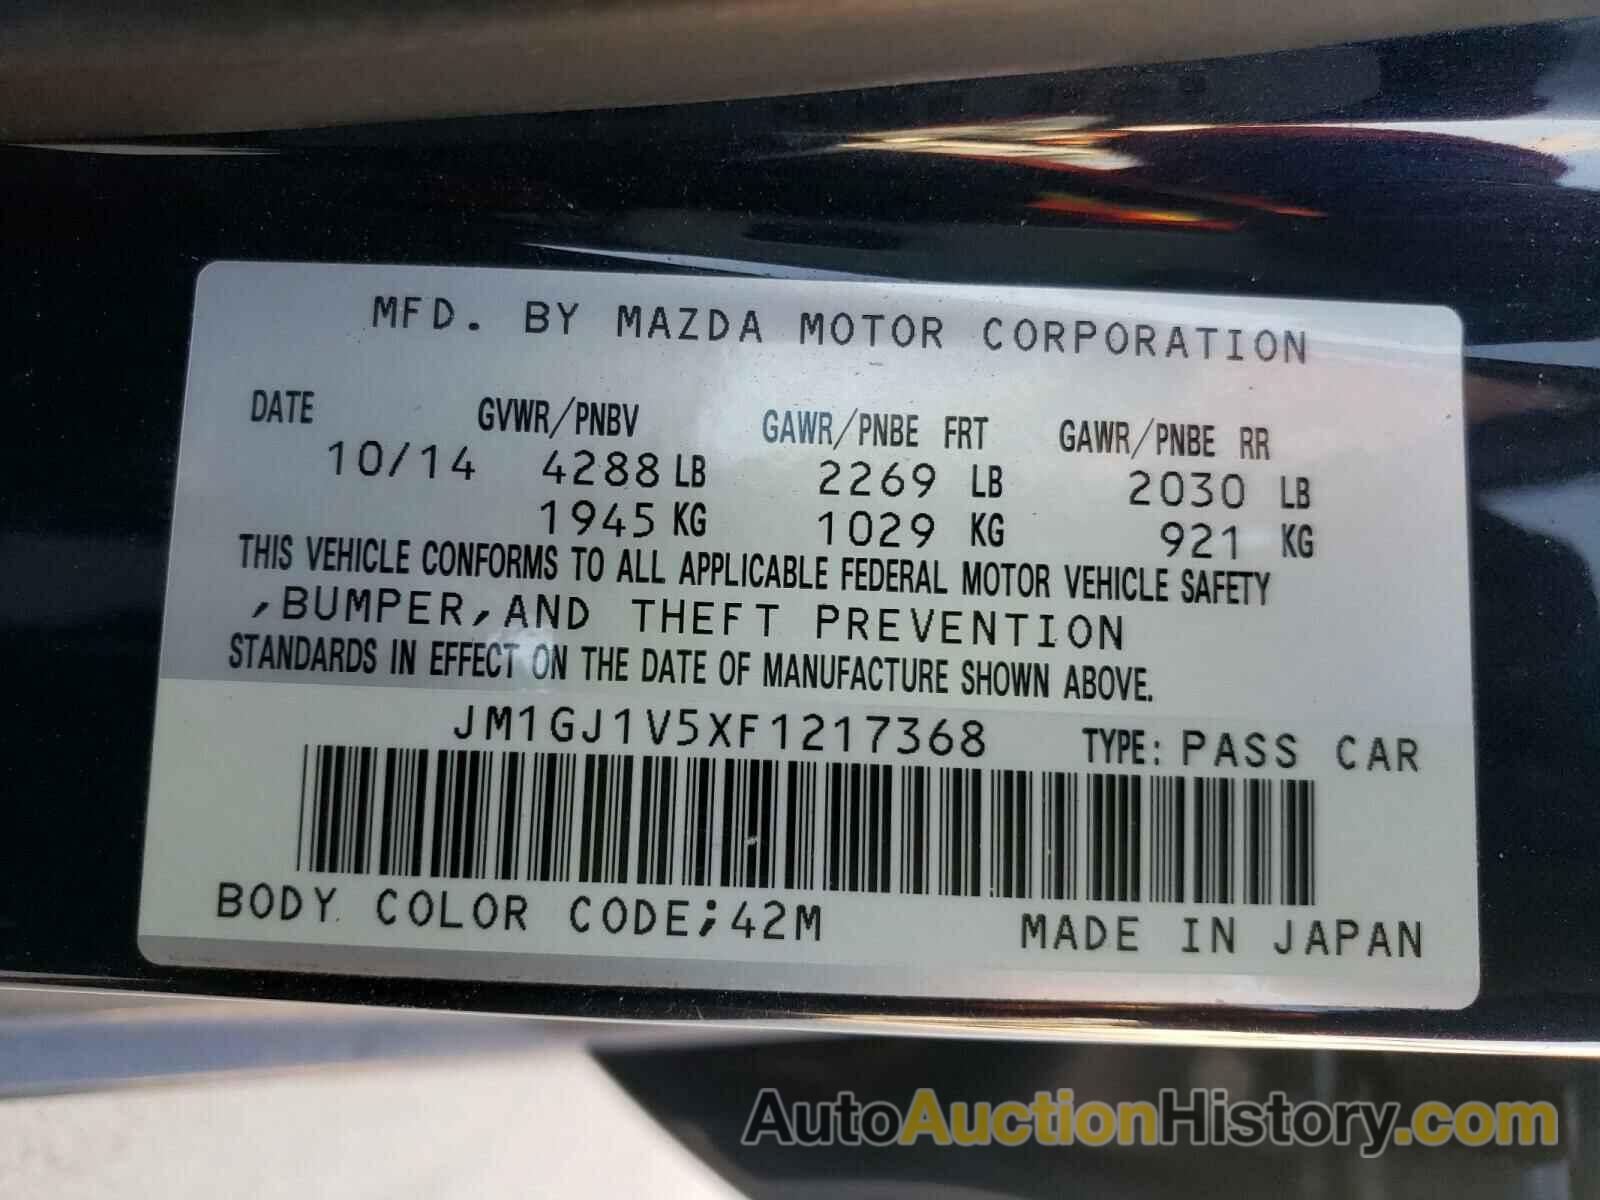 MFD. BY MAZDA MOTOR CORPORATION
DATE GVWR/PNBV GAWR/PNBE FRT GAWR/PNBE RR
10/14 4288 LB 2269 LB 2030 LB
1945 KG 1029 KG 921 KG
THIS VEHICLE CONFORMS TO ALL APPLICABLE FEDERAL MOTOR VEHICLE SAFETY
,BUMPER,AND THEFT PREVENTION
STANDARDS IN EFFECT ON THE DATE OF MANUFACTURE SHOWN ABOVE.
JM1GJ1V5XF1217368 TYPE: PASS CAR
BODY COLOR CODE;42M MADE IN JAPAN
AutoAuctionHistory.com